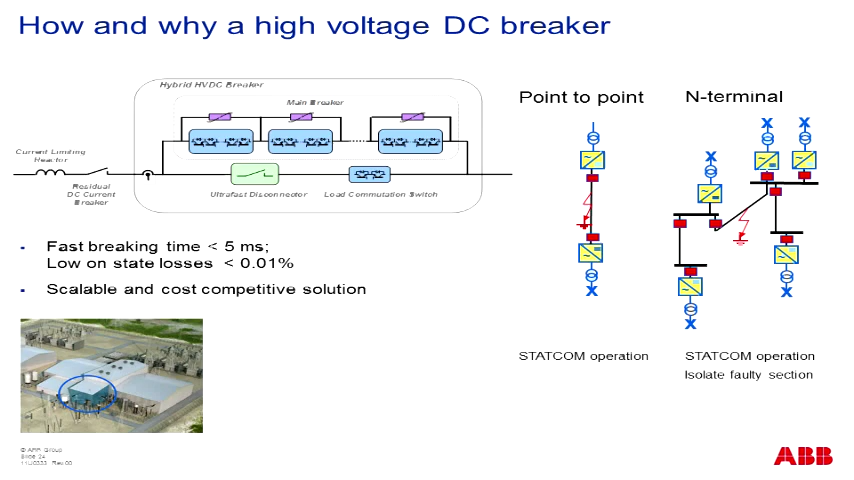 How and why a high voltage DC breaker
Hybrid HVDC Breaker
Main Breaker
Current Limiting
Reactor
Residual
DC Current
Breaker
Ultrafast Disconnector
Load Commutation Switch
Fast breaking time < 5 ms;
Low on state losses < 0.01%
Scalable and cost competitive solution
Point to point
N-terminal
STATCOM operation
STATCOM operation
Isolate faulty section
© ABB Group
Slide 24
Rev 00
ABB